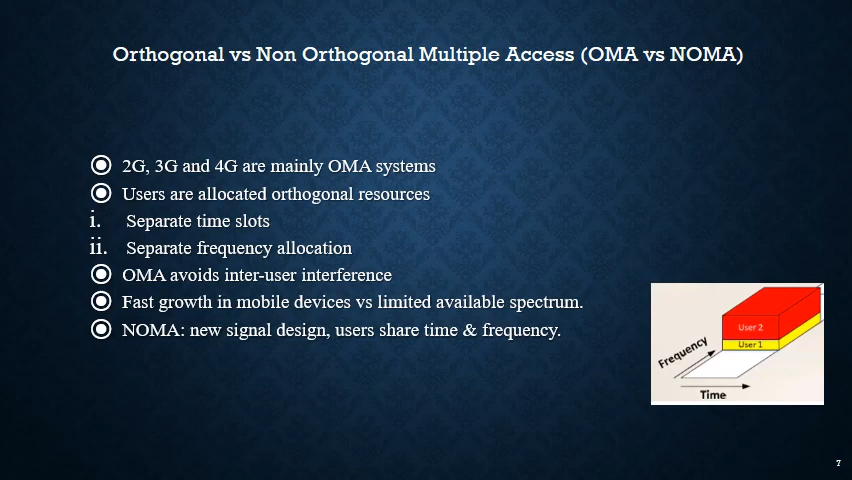 Orthogonal vs Non Orthogonal Multiple Access (OMA vs NOMA)
2G, 3G and 4G are mainly OMA systems
Users are allocated orthogonal resources
i. Separate time slots
ii. Separate frequency allocation
OMA avoids inter-user interference
Fast growth in mobile devices vs limited available spectrum.
NOMA: new signal design, users share time & frequency.
User 2
User 1
Frequency
Time
7